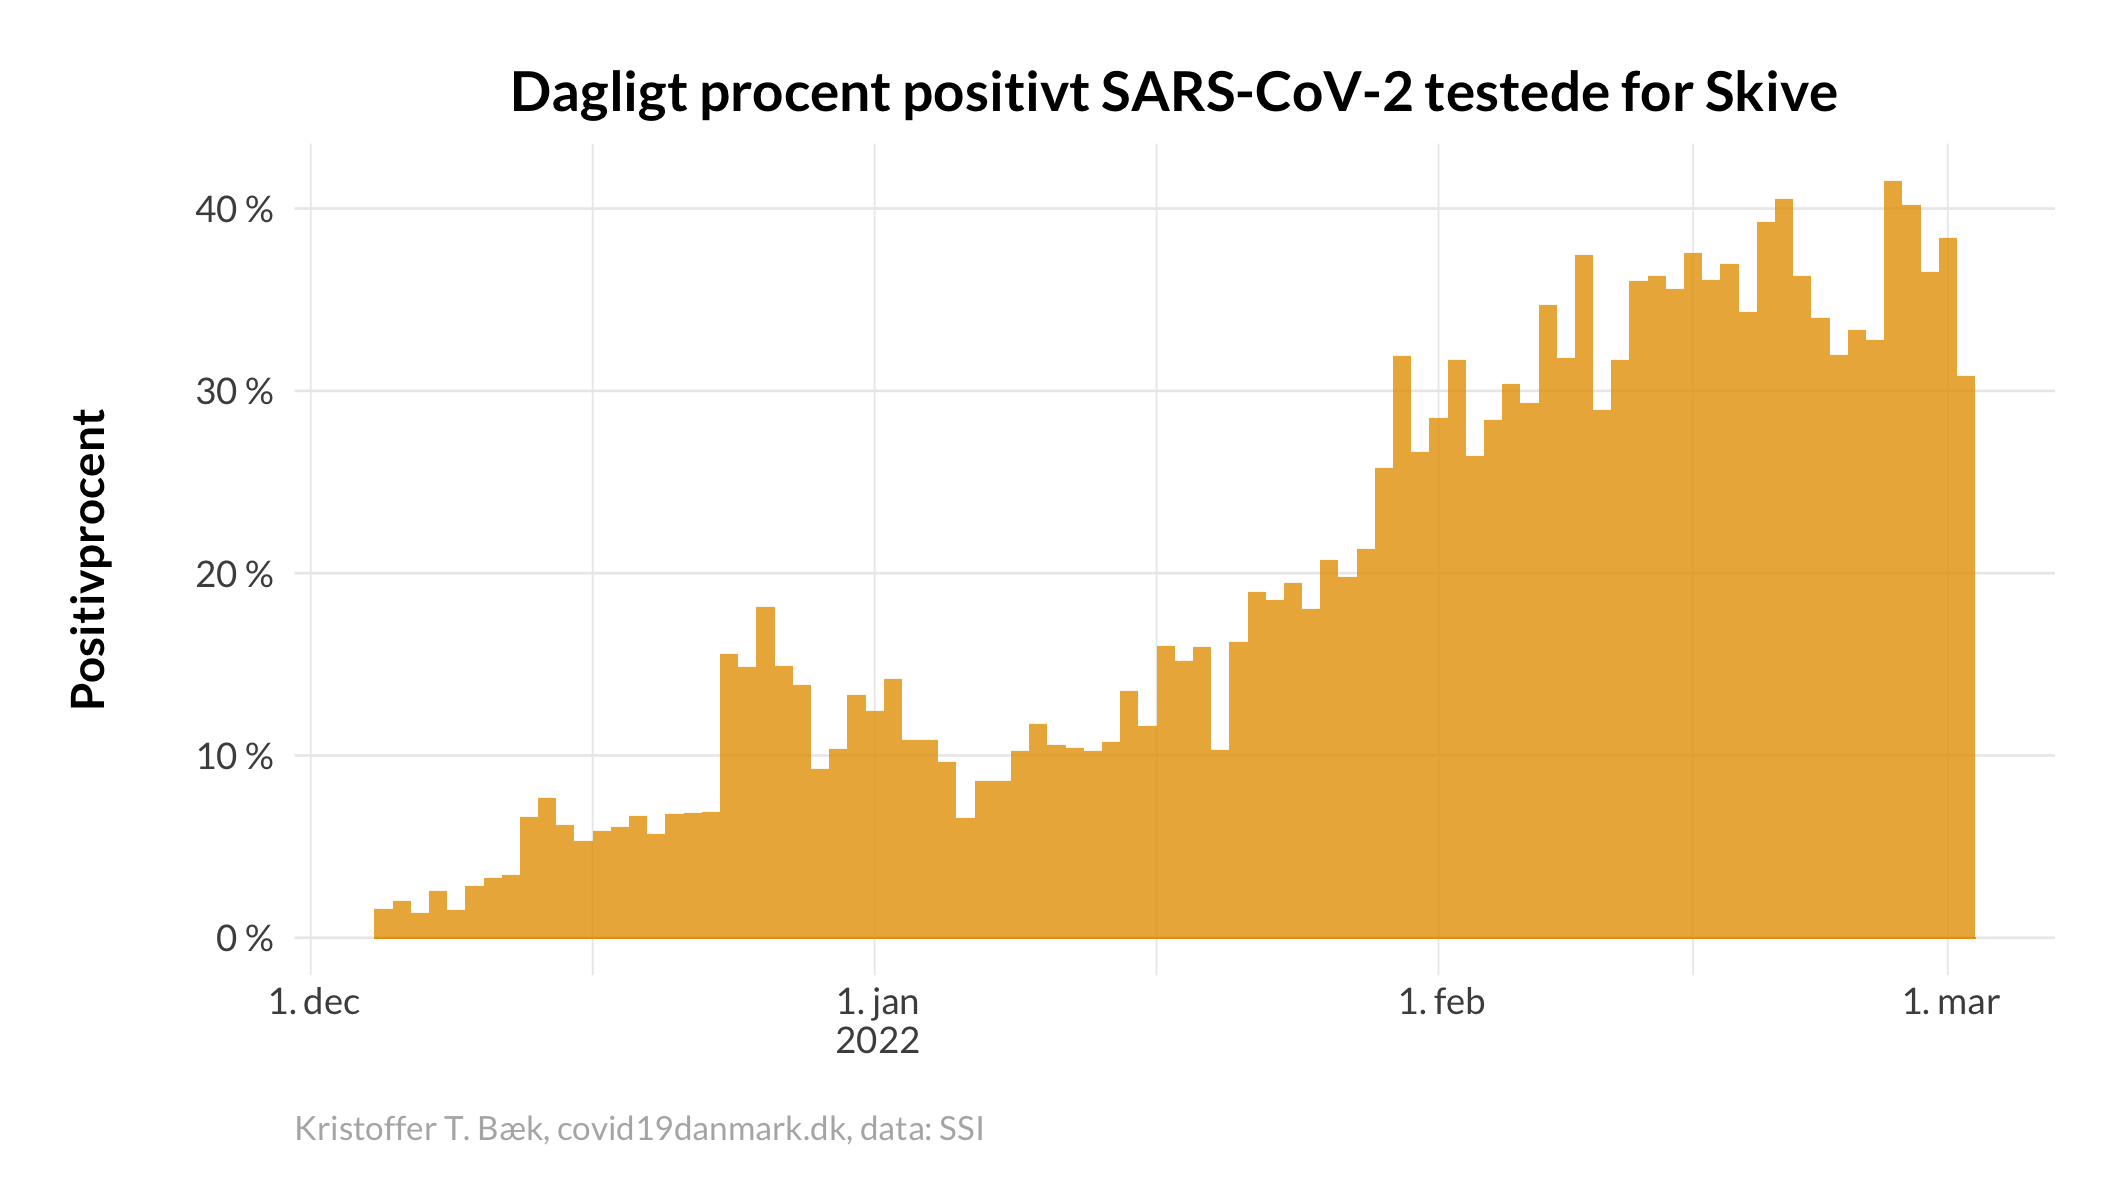 Dagligt procent positivt SARS-CoV-2 testede for Skive
Positivprocent
40 %
30 %
20 %
10 %
0 %
1. dec
1. jan
2022
1. feb
1. mar
Kristoffer T. Bæk, covid19danmark.dk, data: SSI